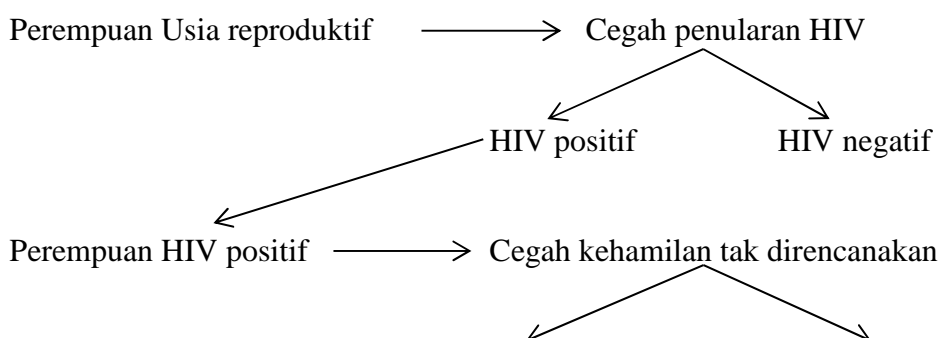 Perempuan Usia reproduktif Cegah penularan HIV
HIV positif HIV negatif
Perempuan HIV positif Cegah kehamilan tak direncanakan